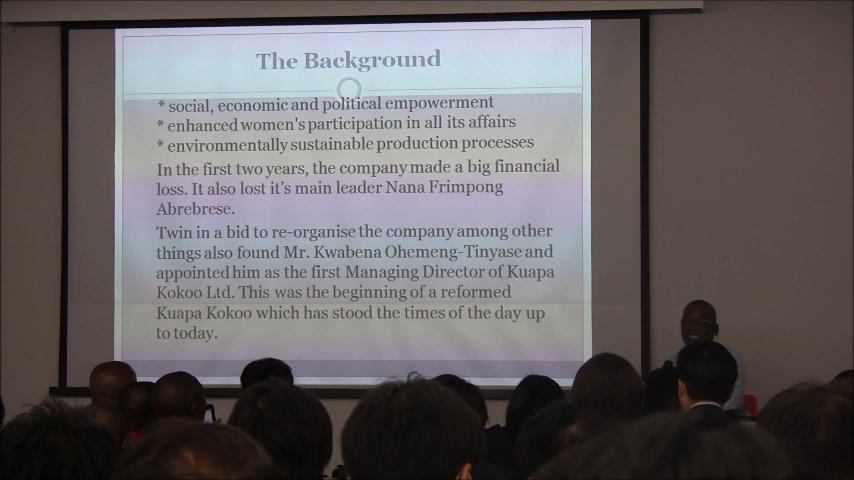 The Background
* social, economic and political empowerment
* enhanced women's participation in all its affairs
* environmentally sustainable production processes
In the first two years, the company made a big financial
loss. It also lost it's main leader Nana Frimpong
Abrebrese.
Twin in a bid to re-organise the company among other
things also found Mr. Kwabena Ohemeng-Tinyase and
appointed him as the first Managing Director of Kuapa
Kokoo Ltd. This was the beginning of a reformed
Kuapa Kokoo which has stood the times of the day up
to today.